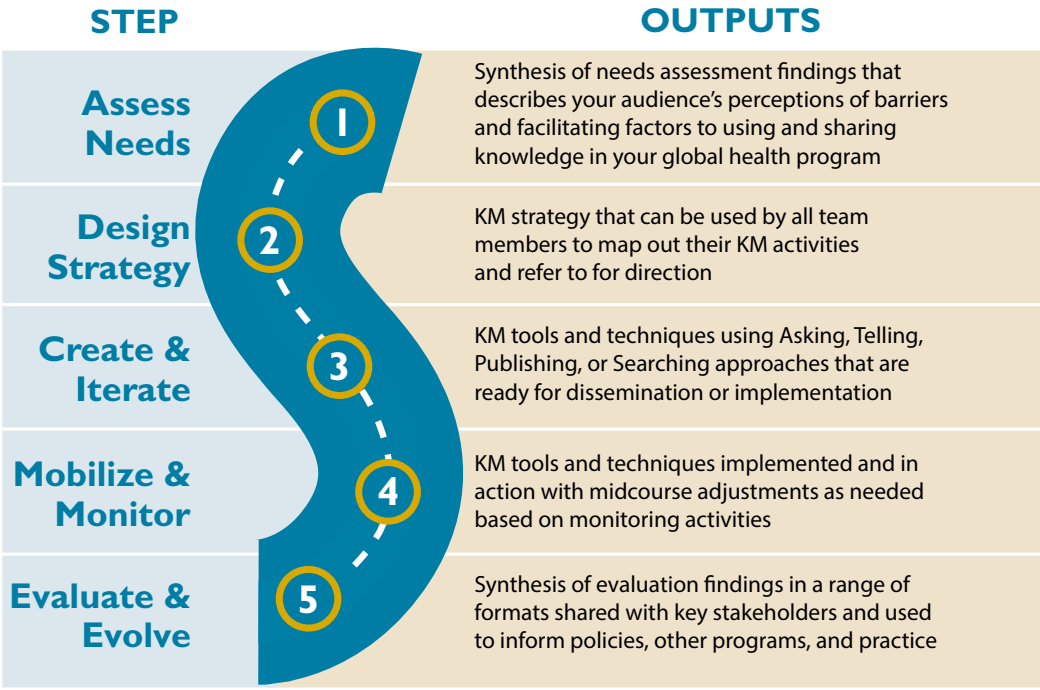 STEP
OUTPUTS
Assess
Needs
1
Synthesis of needs assessment findings that
describes your audience’s perceptions of barriers
and facilitating factors to using and sharing
knowledge in your global health program
Design
Strategy
2
KM strategy that can be used by all team
members to map out their KM activities
and refer to for direction
Create &
Iterate
3
KM tools and techniques using Asking, Telling,
Publishing, or Searching approaches that are
ready for dissemination or implementation
Mobilize &
Monitor
4
KM tools and techniques implemented and in
action with midcourse adjustments as needed
based on monitoring activities
Evaluate &
Evolve
5
Synthesis of evaluation findings in a range of
formats shared with key stakeholders and used
to inform policies, other programs, and practice